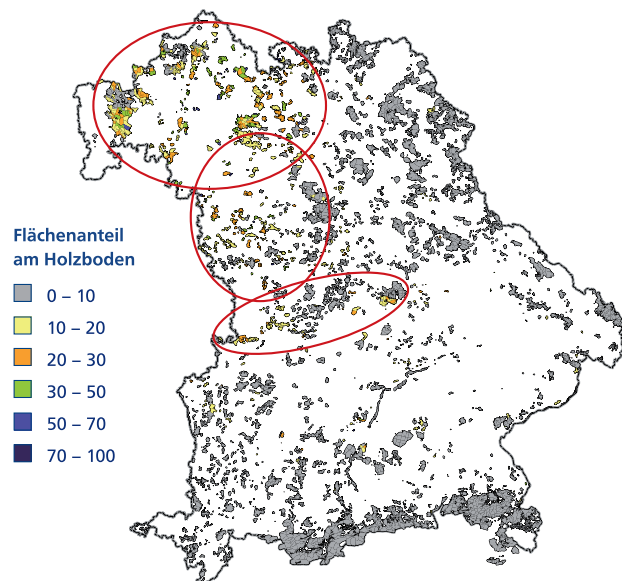 Flächenanteil
am Holzboden
0 – 10
10 – 20
20 – 30
30 – 50
50 – 70
70 – 100